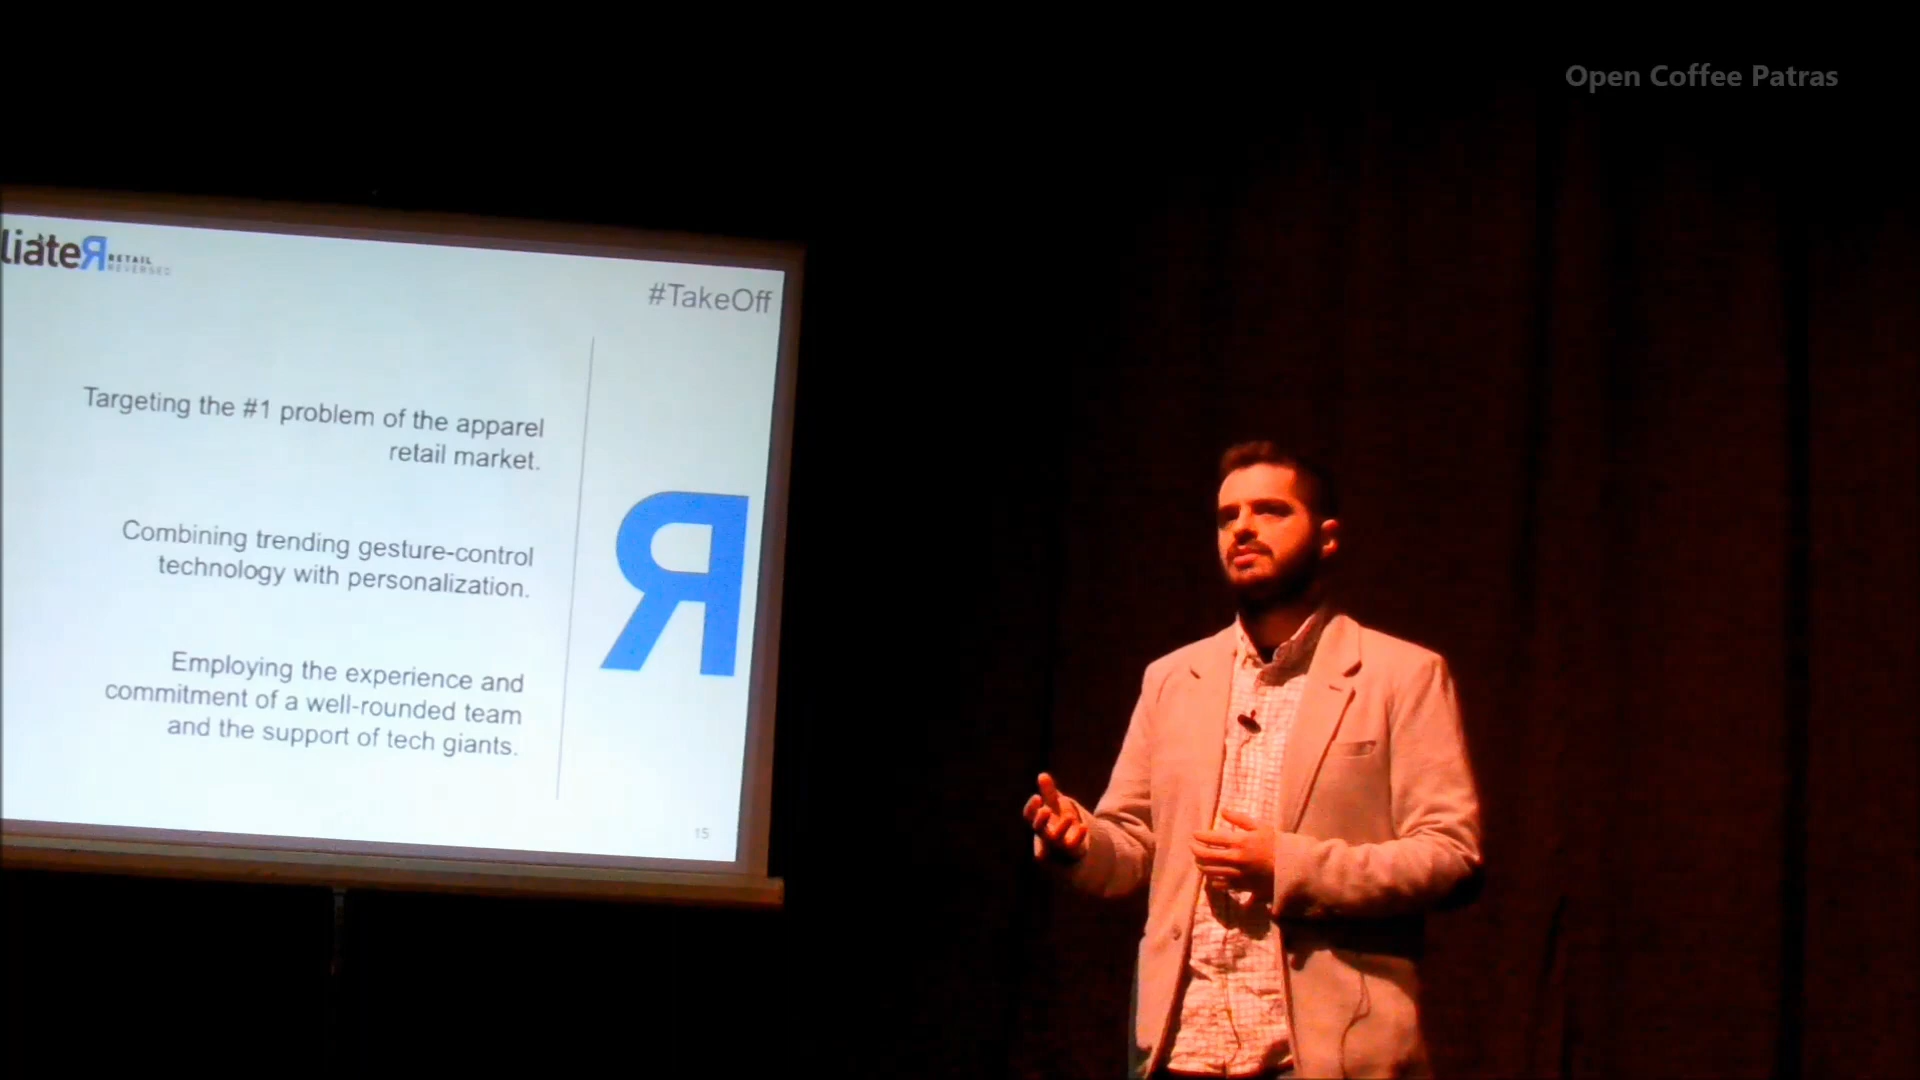 Open Coffee Patras
liateЯ RETAIL
REVERSED
#TakeOff
Targeting the #1 problem of the apparel
retail market.
Combining trending gesture-control
technology with personalization.
Я
Employing the experience and
commitment of a well-rounded team
and the support of tech giants.
15